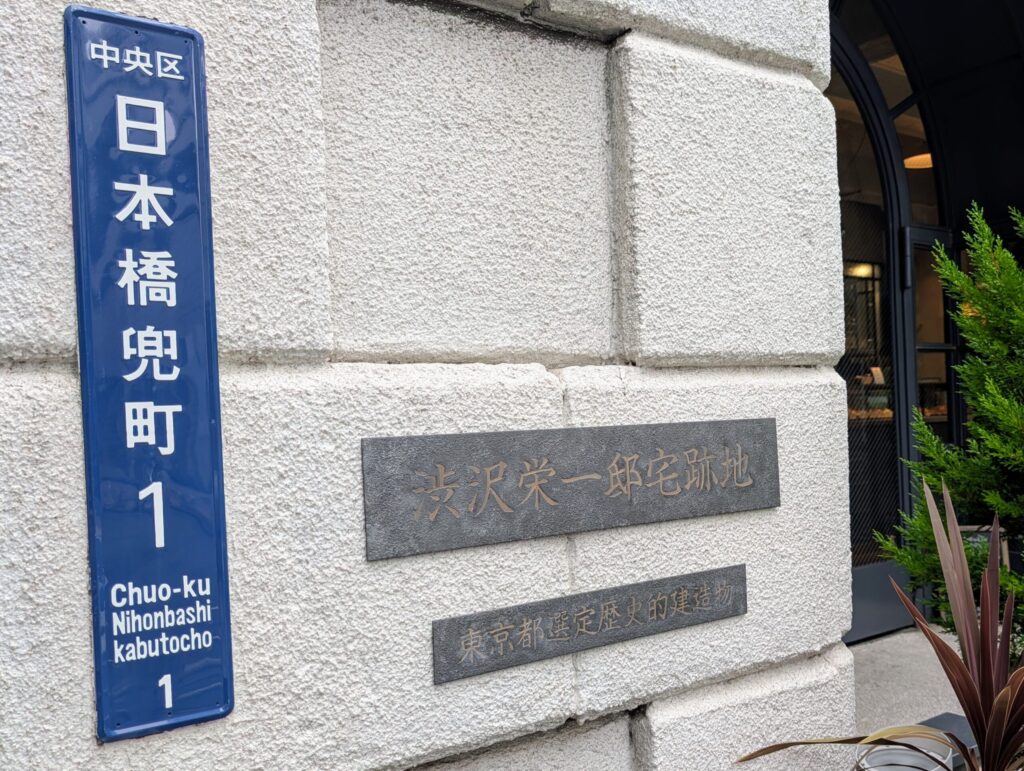 中央区
日本橋兜町
1
Chuo-ku
Nihonbashi
kabutocho
1
渋沢栄一邸宅跡地
東京都選定歴史的建造物